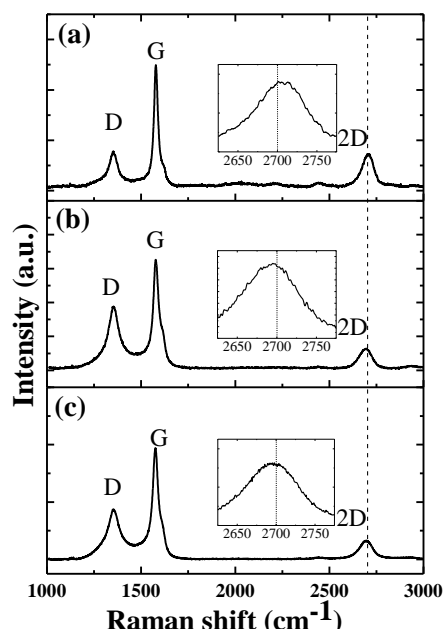 (a)
D
G
2D
2650 2700 2750
(b)
D
G
2D
2650 2700 2750
(c)
D
G
2D
2650 2700 2750
Intensity (a.u.)
1000 1500 2000 2500 3000
Raman shift (cm-1)